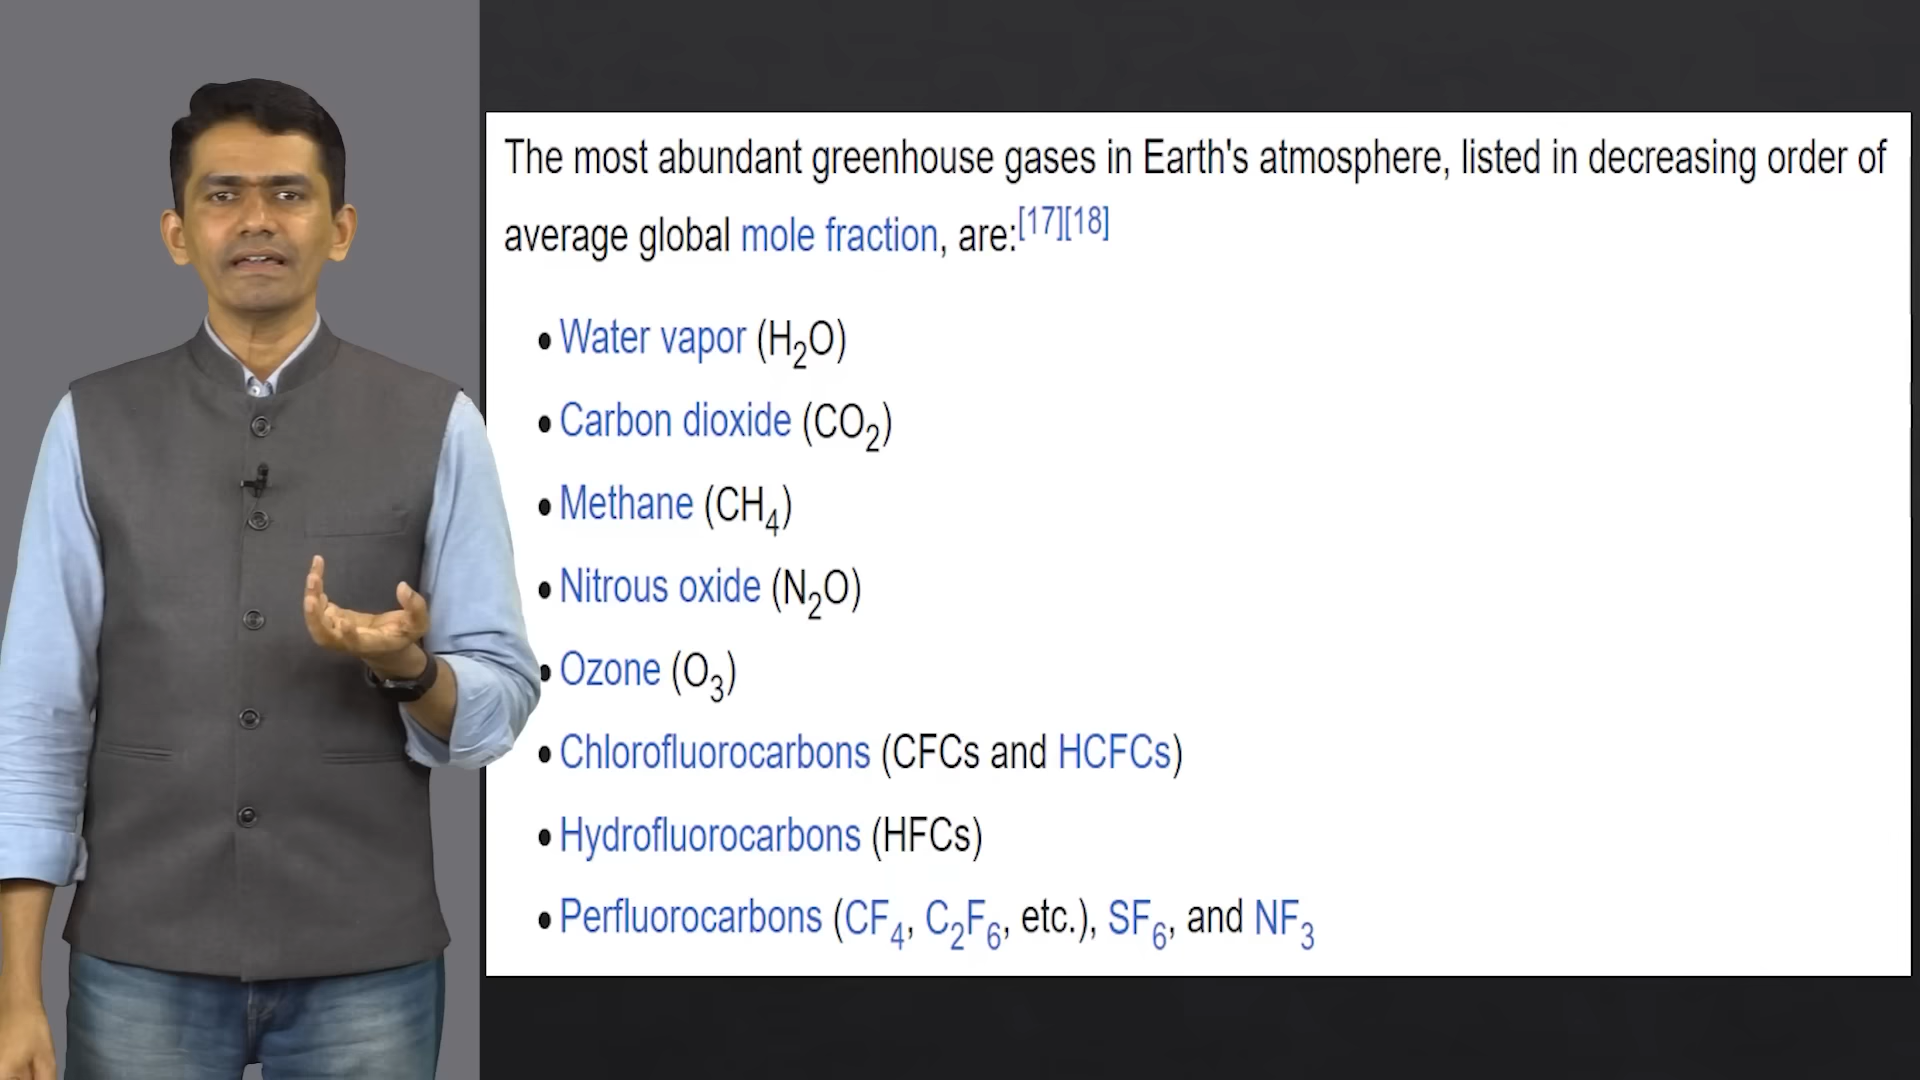 The most abundant greenhouse gases in Earth's atmosphere, listed in decreasing order of
average global mole fraction, are:[17][18]
• Water vapor (H₂O)
• Carbon dioxide (CO₂)
• Methane (CH₄)
• Nitrous oxide (N₂O)
• Ozone (O₃)
• Chlorofluorocarbons (CFCs and HCFCs)
• Hydrofluorocarbons (HFCs)
• Perfluorocarbons (CF₄, C₂F₆, etc.), SF₆, and NF₃